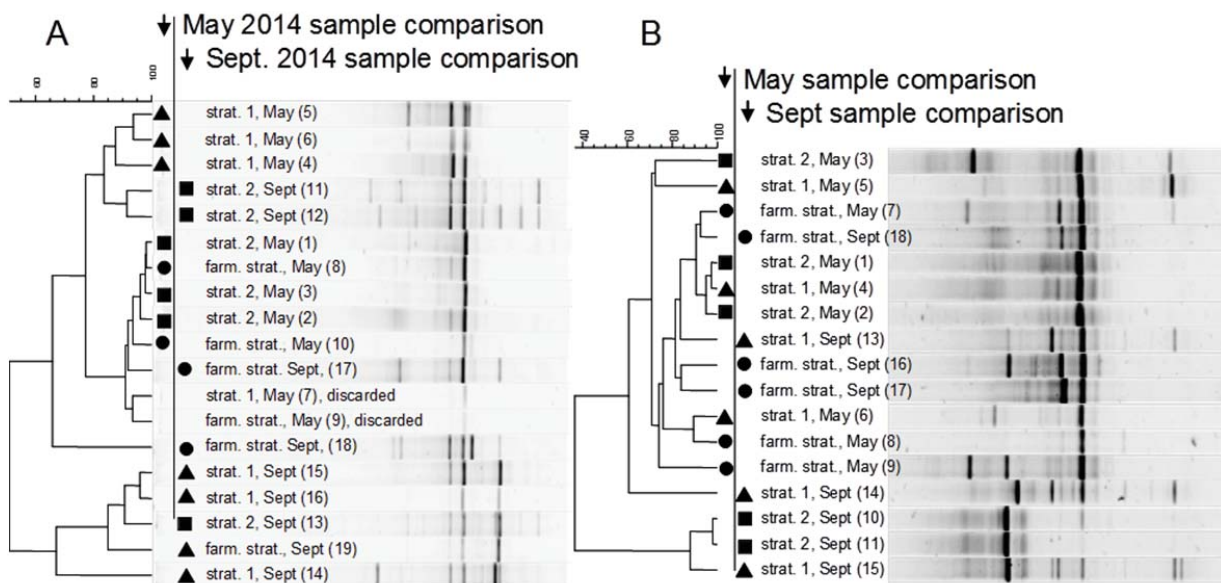 A
↓ May 2014 sample comparison
↓ Sept. 2014 sample comparison
60
80
100
strat. 1, May (5)
strat. 1, May (6)
strat. 1, May (4)
strat. 2, Sept (11)
strat. 2, Sept (12)
strat. 2, May (1)
farm. strat., May (8)
strat. 2, May (3)
strat. 2, May (2)
farm. strat., May (10)
farm. strat. Sept, (17)
strat. 1, May (7), discarded
farm. strat., May (9), discarded
farm. strat. Sept, (18)
strat. 1, Sept (15)
strat. 1, Sept (16)
strat. 2, Sept (13)
farm. strat., Sept (19)
strat. 1, Sept (14)
B
↓ May sample comparison
↓ Sept sample comparison
40
60
80
100
strat. 2, May (3)
strat. 1, May (5)
farm. strat., May (7)
farm. strat., Sept (18)
strat. 2, May (1)
strat. 1, May (4)
strat. 2, May (2)
strat. 1, Sept (13)
farm. strat., Sept (16)
farm. strat., Sept (17)
strat. 1, May (6)
farm. strat., May (8)
farm. strat., May (9)
strat. 1, Sept (14)
strat. 2, Sept (10)
strat. 2, Sept (11)
strat. 1, Sept (15)